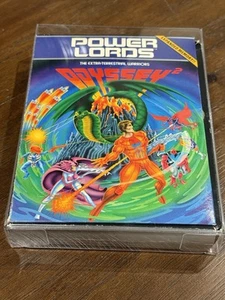 POWER
LORDS
THE EXTRA-TERRESTRIAL WARRIORS
ODYSSEY²